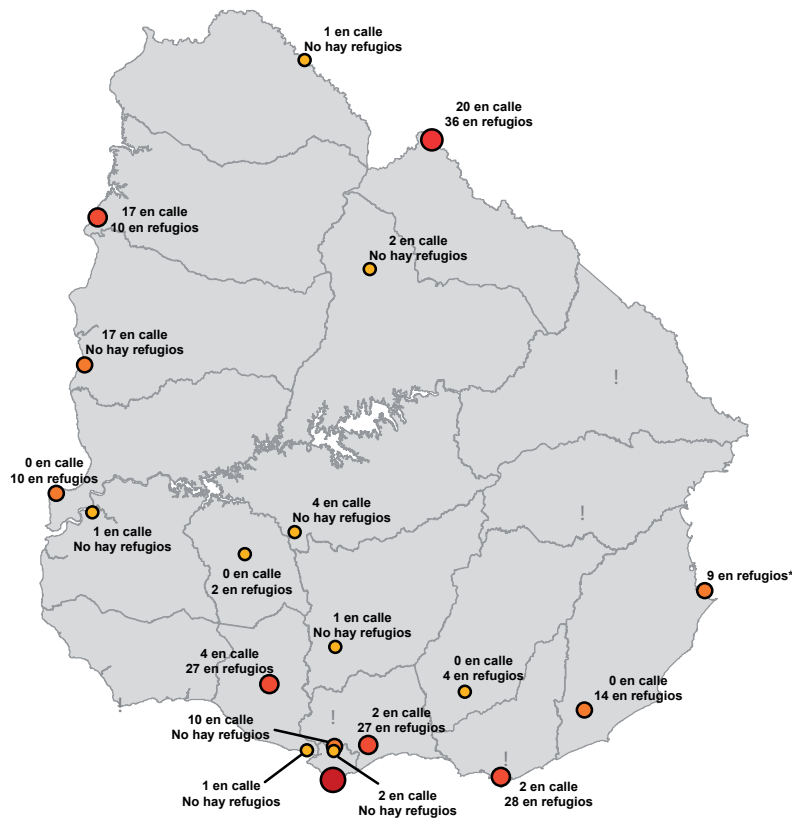 1 en calle
No hay refugios
20 en calle
36 en refugios
17 en calle
10 en refugios
2 en calle
No hay refugios
17 en calle
No hay refugios
!
0 en calle
10 en refugios
4 en calle
No hay refugios
!
1 en calle
No hay refugios
0 en calle
2 en refugios
9 en refugios*
1 en calle
No hay refugios
4 en calle
27 en refugios
0 en calle
4 en refugios
0 en calle
14 en refugios
!
10 en calle
No hay refugios
!
2 en calle
27 en refugios
!
1 en calle
No hay refugios
2 en calle
No hay refugios
2 en calle
28 en refugios